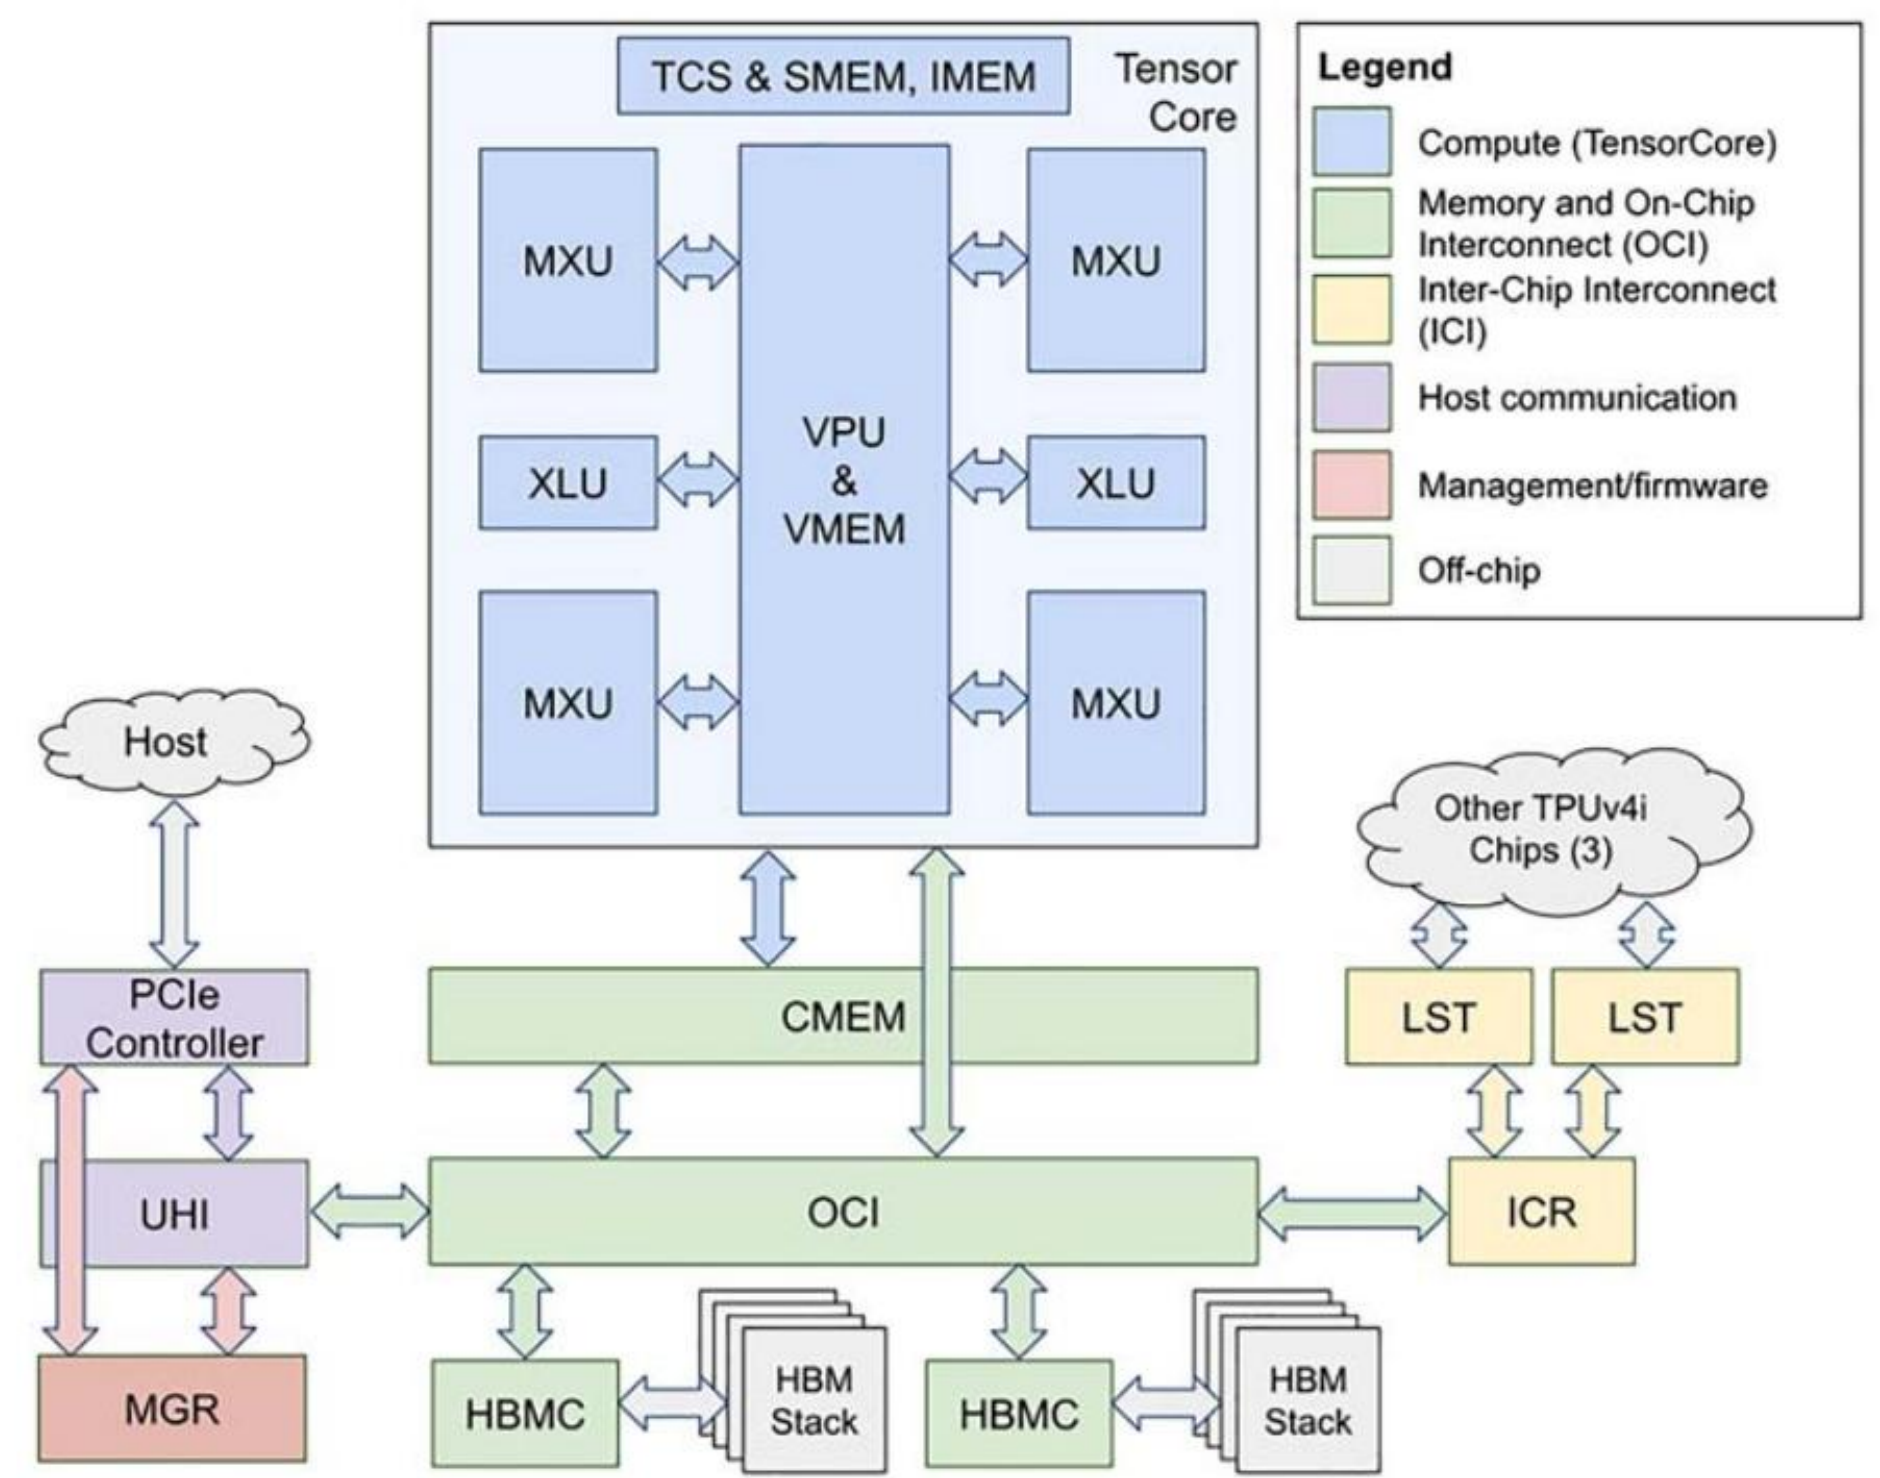 TCS & SMEM, IMEM
Tensor
Core
MXU
MXU
VPU
&
VMEM
XLU
XLU
MXU
MXU
Legend
Compute (TensorCore)
Memory and On-Chip
Interconnect (OCI)
Inter-Chip Interconnect
(ICI)
Host communication
Management/firmware
Off-chip
Host
Other TPUv4i
Chips (3)
PCIe
Controller
CMEM
LST
LST
UHI
OCI
ICR
MGR
HBMC
HBM
Stack
HBMC
HBM
Stack